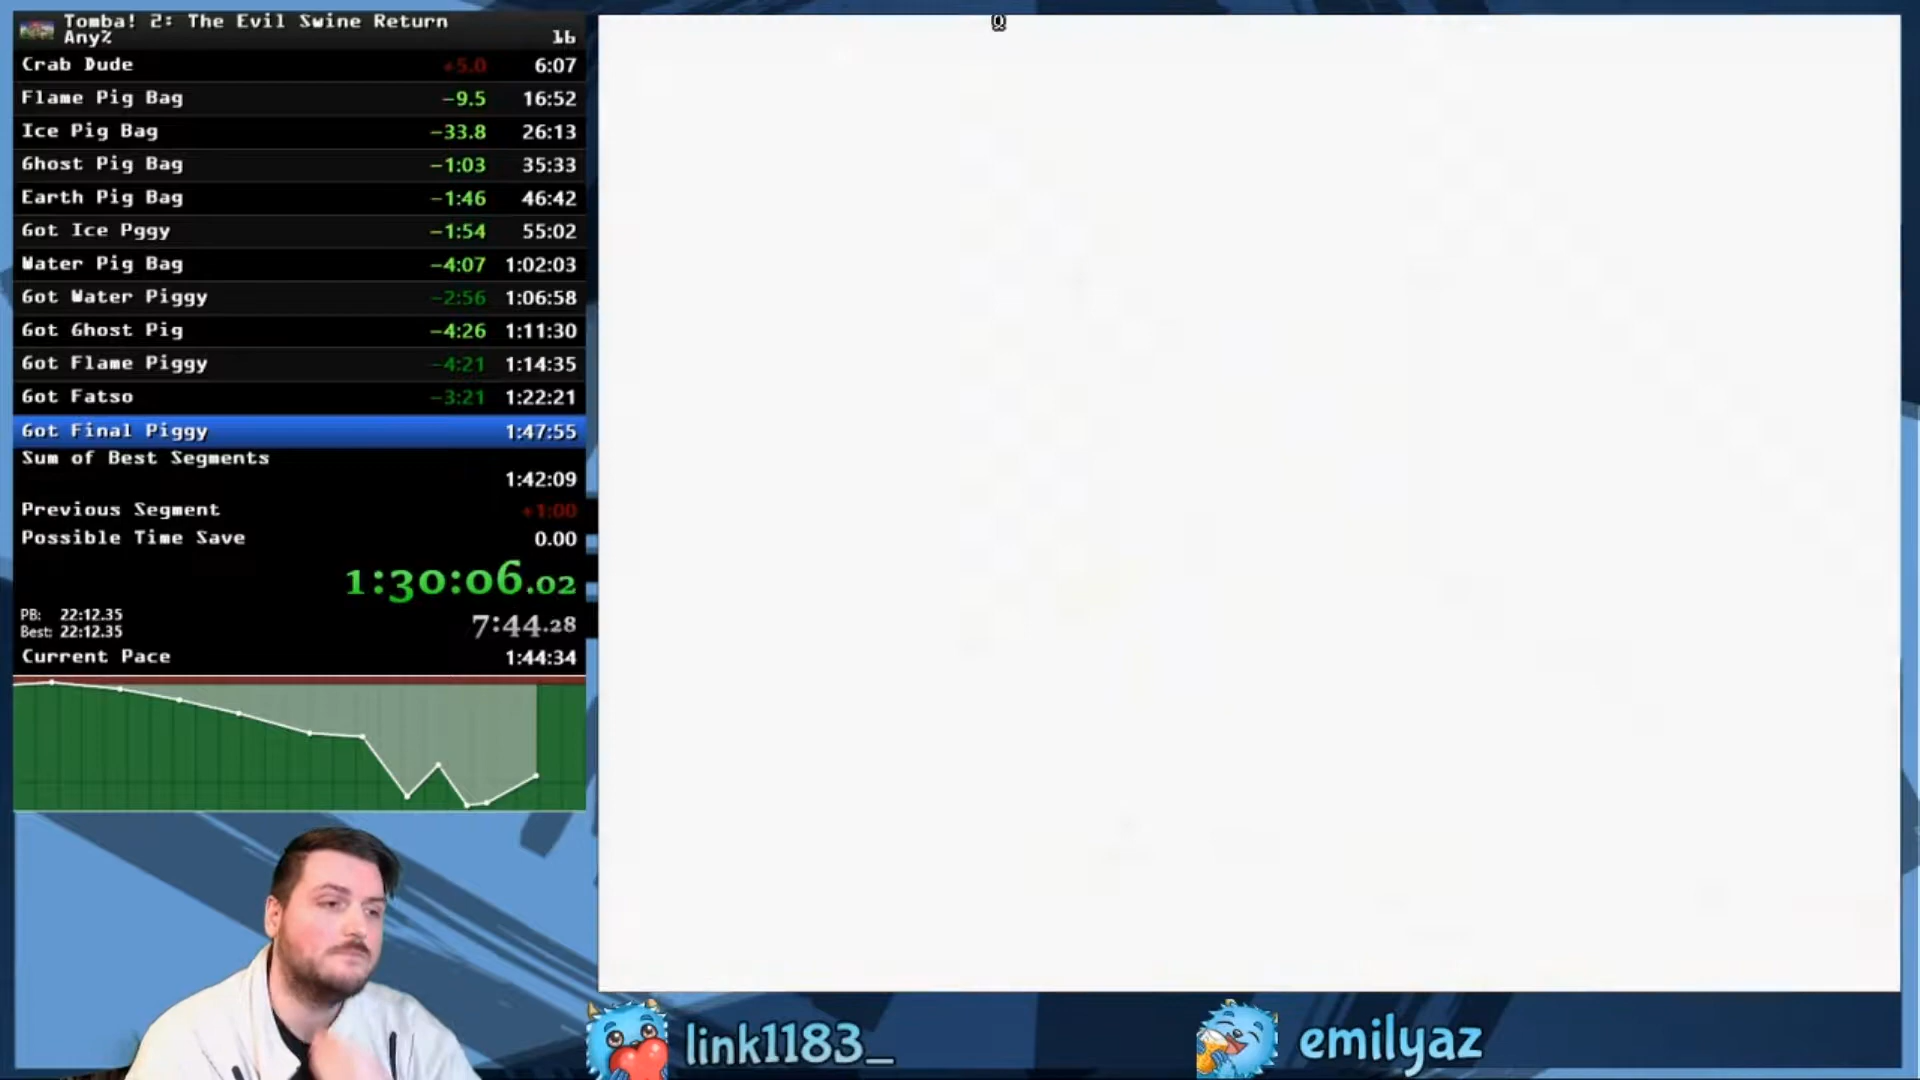 Tomba! 2: The Evil Swine Return
Any% 16
Crab Dude +5.0 6:07
Flame Pig Bag −9.5 16:52
Ice Pig Bag −33.8 26:13
Ghost Pig Bag −1:03 35:33
Earth Pig Bag −1:46 46:42
Got Ice Pggy −1:54 55:02
Water Pig Bag −4:07 1:02:03
Got Water Piggy −2:56 1:06:58
Got Ghost Pig −4:26 1:11:30
Got Flame Piggy −4:21 1:14:35
Got Fatso −3:21 1:22:21
Got Final Piggy 1:47:55
Sum of Best Segments
1:42:09
Previous Segment +1:00
Possible Time Save 0.00
1:30:06.02
PB: 22:12.35
Best: 22:12.35
7:44.28
Current Pace 1:44:34
link1183_
emilyaz